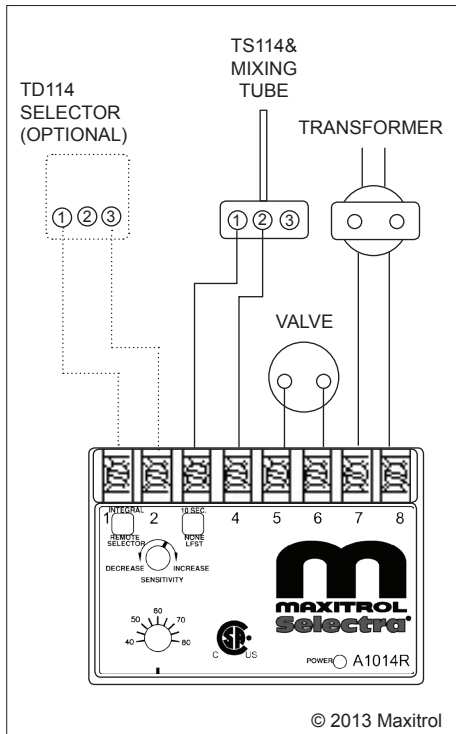 TS114&
MIXING
TUBE
TD114
SELECTOR
(OPTIONAL)
TRANSFORMER
1 2 3
1 2 3
VALVE
1 2 4 5 6 7 8
INTEGRAL
REMOTE
SELECTOR
10 SEC.
NONE
LFST
DECREASE INCREASE
SENSITIVITY
40 50 60 70 80
MAXITROL
Selectra®
C SA US
POWER A1014R
© 2013 Maxitrol